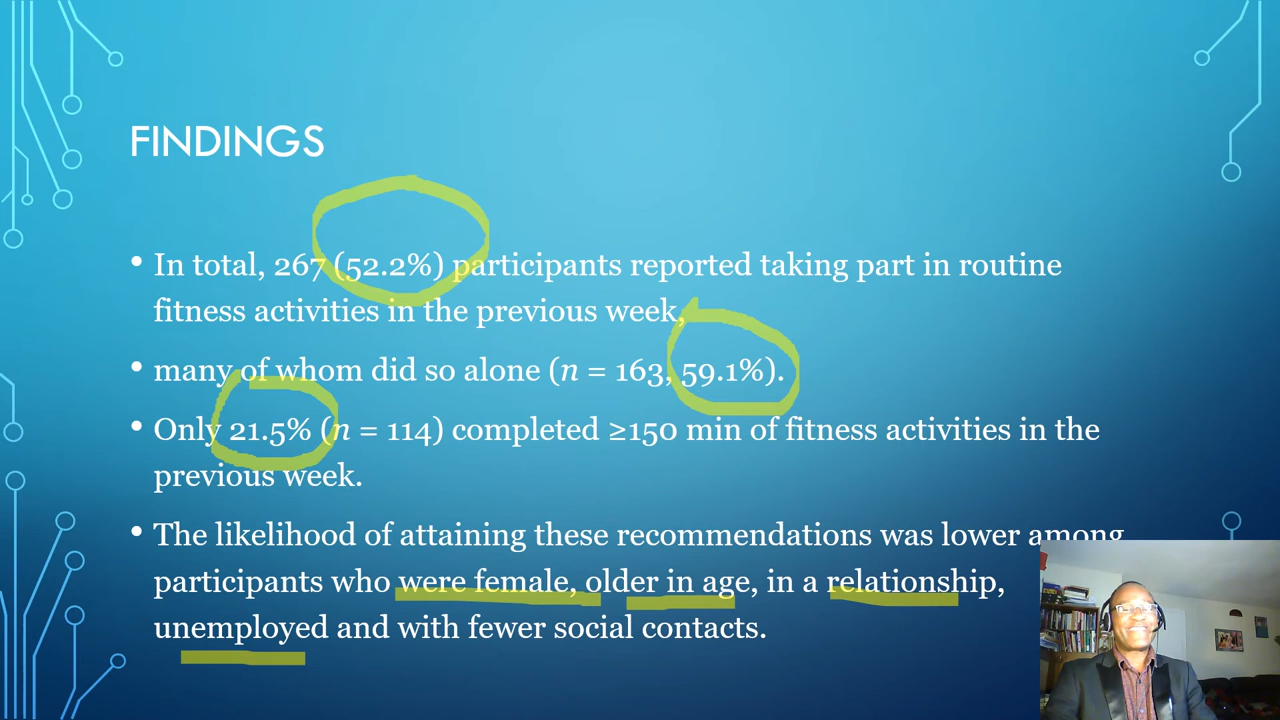 FINDINGS
• In total, 267 (52.2%) participants reported taking part in routine
fitness activities in the previous week,
• many of whom did so alone (n = 163, 59.1%).
• Only 21.5% (n = 114) completed ≥150 min of fitness activities in the
previous week.
• The likelihood of attaining these recommendations was lower among
participants who were female, older in age, in a relationship,
unemployed and with fewer social contacts.